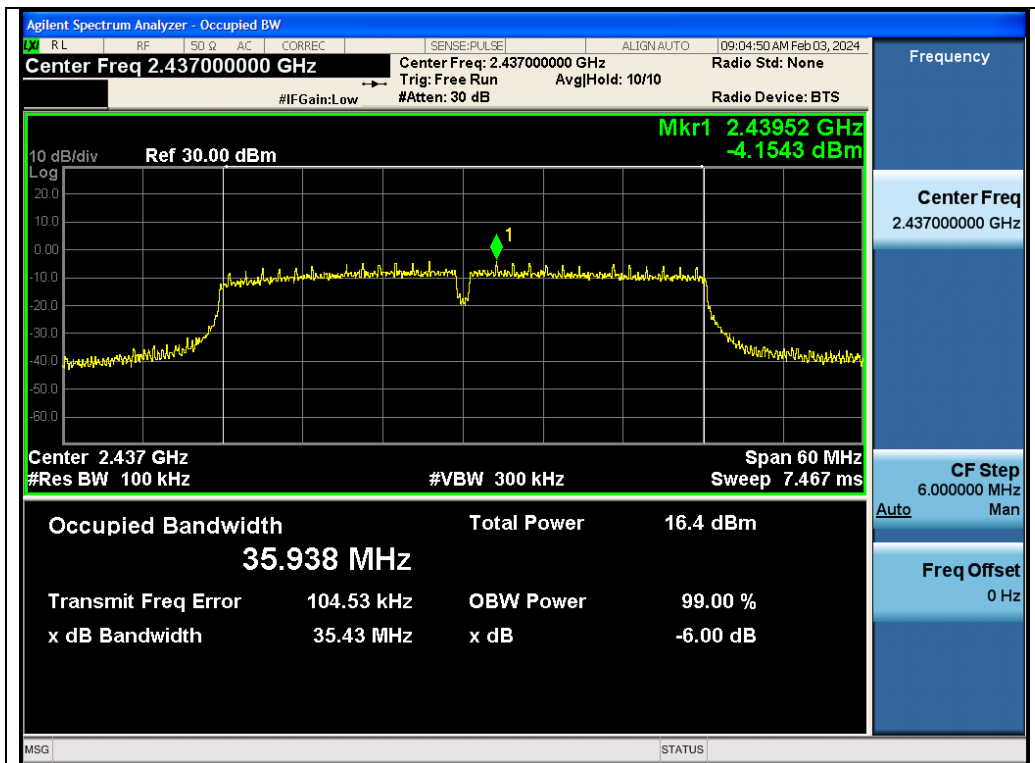 Agilent Spectrum Analyzer - Occupied BW
LXI RL RF 50 Ω AC CORREC SENSE:PULSE ALIGN AUTO 09:04:50 AM Feb 03, 2024
Center Freq 2.437000000 GHz Center Freq: 2.437000000 GHz Radio Std: None
Trig: Free Run Avg|Hold: 10/10
#IFGain:Low #Atten: 30 dB Radio Device: BTS
Mkr1 2.43952 GHz
-4.1543 dBm
10 dB/div Ref 30.00 dBm
Log
20.0
10.0
0.00
-10.0
-20.0
-30.0
-40.0
-50.0
-60.0
1
Center 2.437 GHz Span 60 MHz
#Res BW 100 kHz #VBW 300 kHz Sweep 7.467 ms
Occupied Bandwidth Total Power 16.4 dBm
35.938 MHz
Transmit Freq Error 104.53 kHz OBW Power 99.00 %
x dB Bandwidth 35.43 MHz x dB -6.00 dB
MSG STATUS
Frequency
Center Freq
2.437000000 GHz
CF Step
6.000000 MHz
Auto Man
Freq Offset
0 Hz